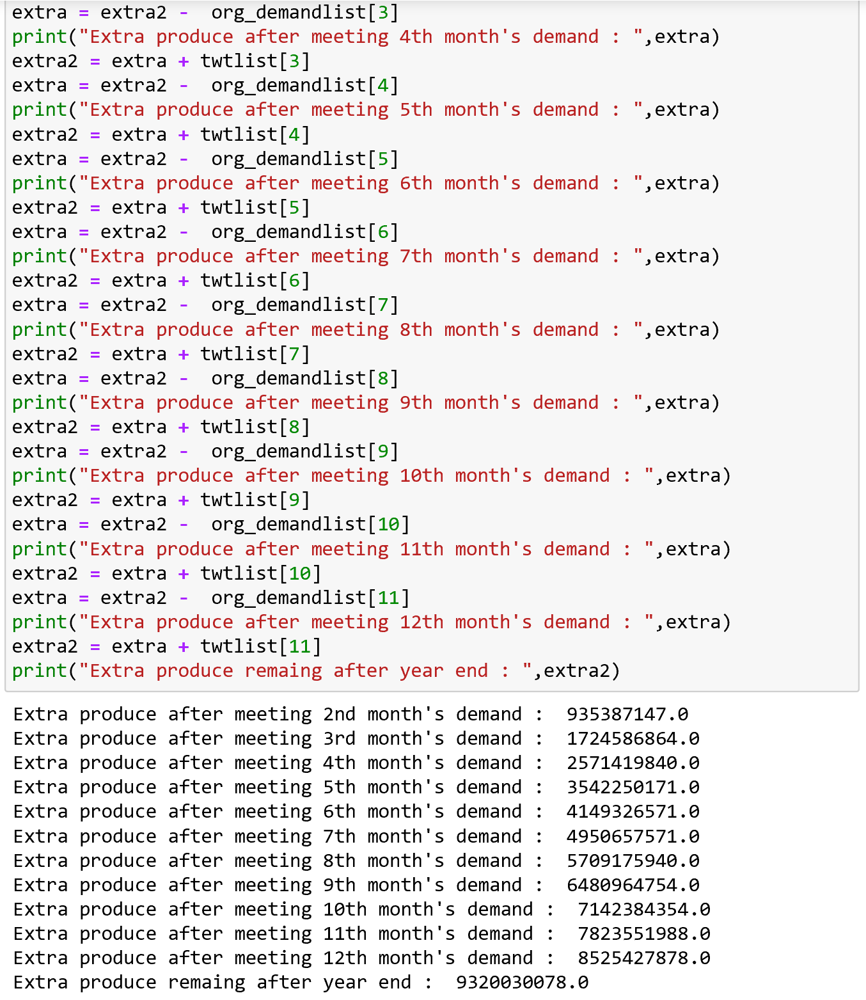 extra = extra2 -  org_demandlist[3]
print("Extra produce after meeting 4th month's demand : ",extra)
extra2 = extra + twtlist[3]
extra = extra2 -  org_demandlist[4]
print("Extra produce after meeting 5th month's demand : ",extra)
extra2 = extra + twtlist[4]
extra = extra2 -  org_demandlist[5]
print("Extra produce after meeting 6th month's demand : ",extra)
extra2 = extra + twtlist[5]
extra = extra2 -  org_demandlist[6]
print("Extra produce after meeting 7th month's demand : ",extra)
extra2 = extra + twtlist[6]
extra = extra2 -  org_demandlist[7]
print("Extra produce after meeting 8th month's demand : ",extra)
extra2 = extra + twtlist[7]
extra = extra2 -  org_demandlist[8]
print("Extra produce after meeting 9th month's demand : ",extra)
extra2 = extra + twtlist[8]
extra = extra2 -  org_demandlist[9]
print("Extra produce after meeting 10th month's demand : ",extra)
extra2 = extra + twtlist[9]
extra = extra2 -  org_demandlist[10]
print("Extra produce after meeting 11th month's demand : ",extra)
extra2 = extra + twtlist[10]
extra = extra2 -  org_demandlist[11]
print("Extra produce after meeting 12th month's demand : ",extra)
extra2 = extra + twtlist[11]
print("Extra produce remaing after year end : ",extra2)
Extra produce after meeting 2nd month's demand :  935387147.0
Extra produce after meeting 3rd month's demand :  1724586864.0
Extra produce after meeting 4th month's demand :  2571419840.0
Extra produce after meeting 5th month's demand :  3542250171.0
Extra produce after meeting 6th month's demand :  4149326571.0
Extra produce after meeting 7th month's demand :  4950657571.0
Extra produce after meeting 8th month's demand :  5709175940.0
Extra produce after meeting 9th month's demand :  6480964754.0
Extra produce after meeting 10th month's demand :  7142384354.0
Extra produce after meeting 11th month's demand :  7823551988.0
Extra produce after meeting 12th month's demand :  8525427878.0
Extra produce remaing after year end :  9320030078.0